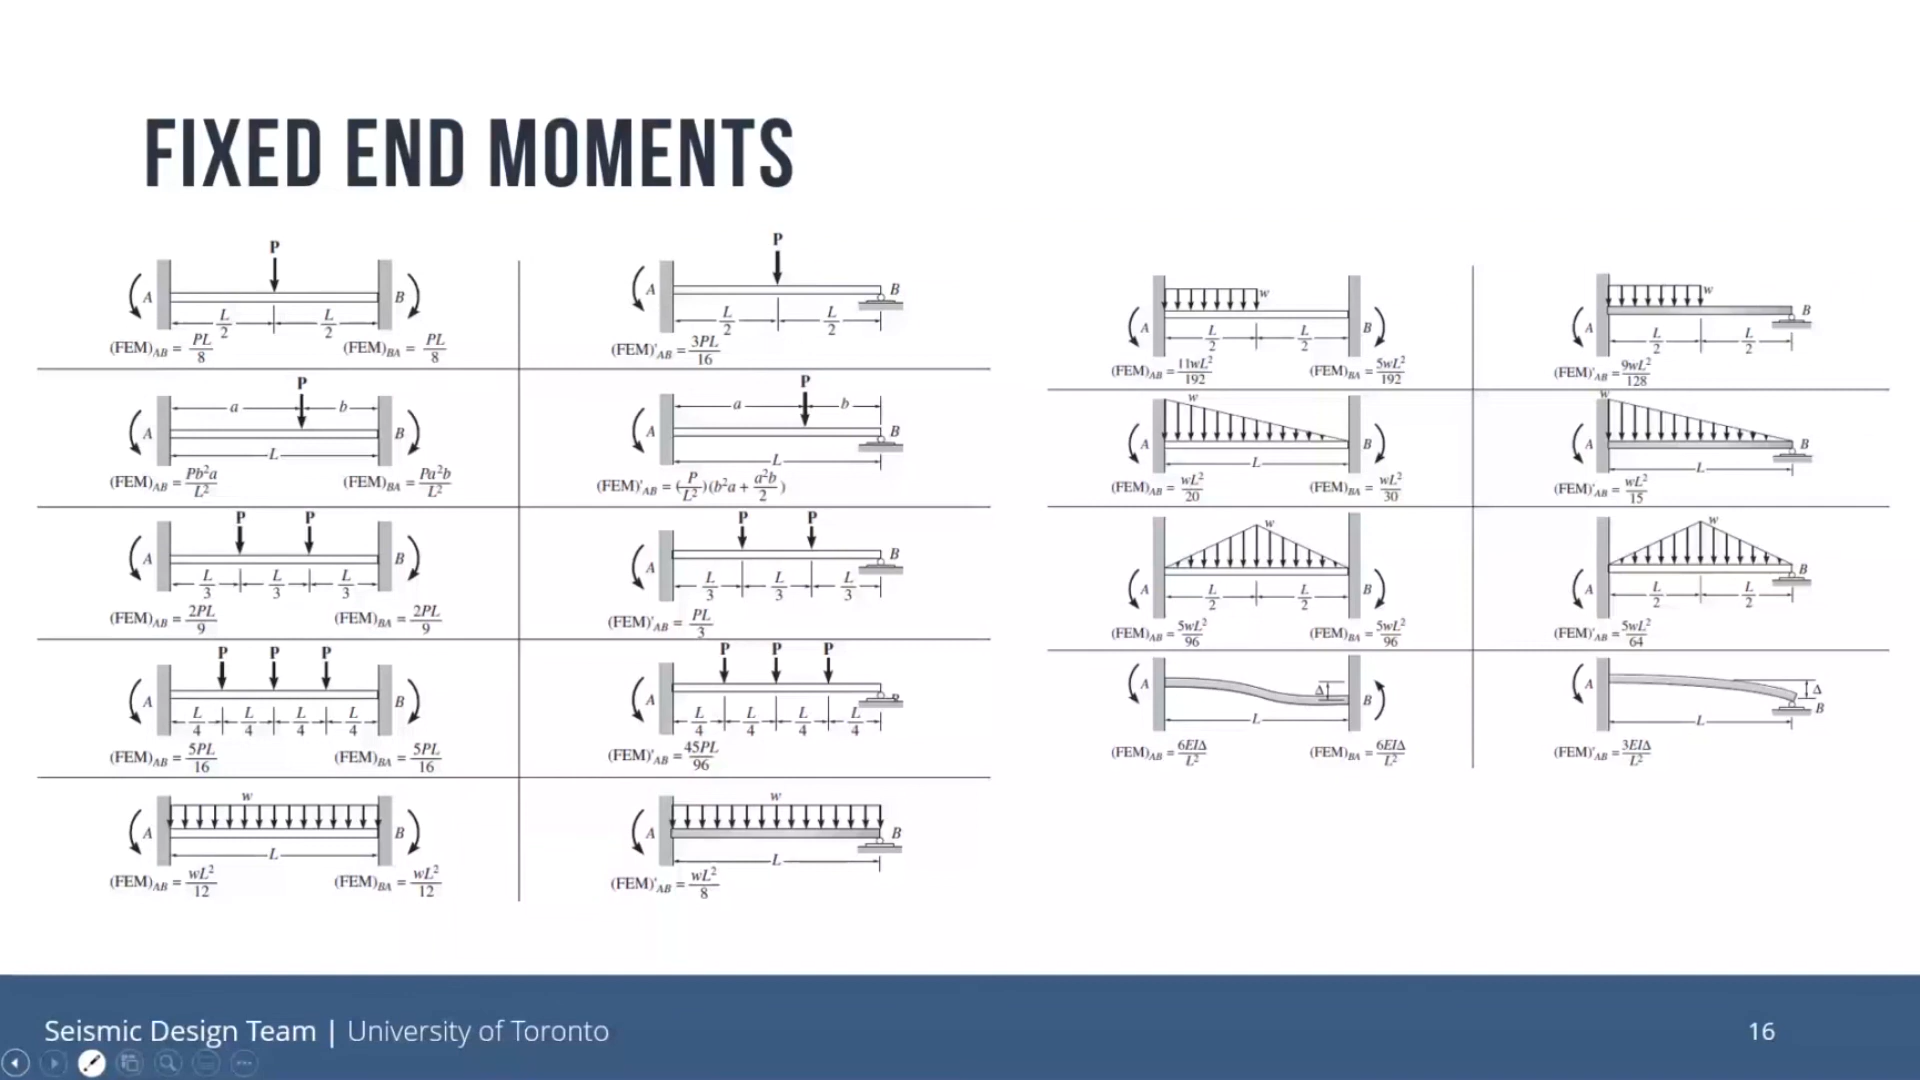 FIXED END MOMENTS
P
A B
L/2 L/2
(FEM)AB = PL/8 (FEM)BA = PL/8
P
A B
L/2 L/2
(FEM)'AB = 3PL/16
P
a b
A B
L
(FEM)AB = Pb²a/L² (FEM)BA = Pa²b/L²
P
a b
A B
L
(FEM)'AB = (P/L²)(b²a + a²b/2)
P P
A B
L/3 L/3 L/3
(FEM)AB = 2PL/9 (FEM)BA = 2PL/9
P P
A B
L/3 L/3 L/3
(FEM)'AB = PL/3
P P P
A B
L/4 L/4 L/4 L/4
(FEM)AB = 5PL/16 (FEM)BA = 5PL/16
P P P
A B
L/4 L/4 L/4 L/4
(FEM)'AB = 45PL/96
w
A B
L
(FEM)AB = wL²/12 (FEM)BA = wL²/12
w
A B
L
(FEM)'AB = wL²/8
w
A B
L/2 L/2
(FEM)AB = 11wL²/192 (FEM)BA = 5wL²/192
w
A B
L/2 L/2
(FEM)'AB = 9wL²/128
w
A B
L
(FEM)AB = wL²/20 (FEM)BA = wL²/30
w
A B
L
(FEM)'AB = wL²/15
w
A B
L/2 L/2
(FEM)AB = 5wL²/96 (FEM)BA = 5wL²/96
w
A B
L/2 L/2
(FEM)'AB = 5wL²/64
A Δ B
L
(FEM)AB = 6EIΔ/L² (FEM)BA = 6EIΔ/L²
A Δ
B
L
(FEM)'AB = 3EIΔ/L²
Seismic Design Team | University of Toronto
16